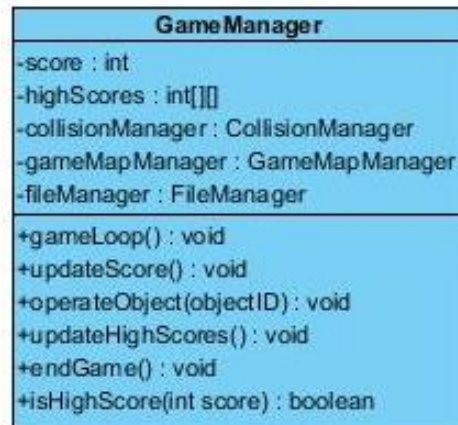 GameManager
-score : int
-highScores : int[][]
-collisionManager : CollisionManager
-gameMapManager : GameMapManager
-fileManager : FileManager
+gameLoop() : void
+updateScore() : void
+operateObject(objectID) : void
+updateHighScores() : void
+endGame() : void
+isHighScore(int score) : boolean